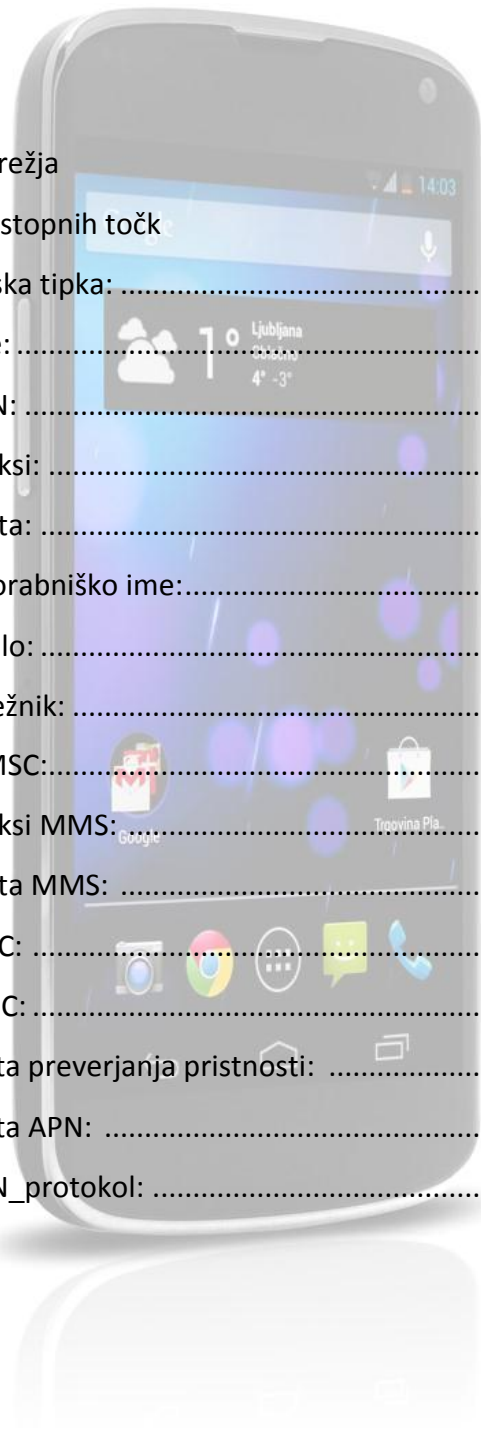 režja
14:03
stopnih točk
ska tipka: ................................................
Ljubljana
Oblačno
1°
4° -3°
e: ................................................
N: ................................................
ksi: ................................................
ta: ................................................
orabniško ime:................................................
lo: ................................................
ežnik: ................................................
MSC:................................................
ksi MMS: ................................................
Google
Trgovina Pla..
ta MMS: ................................................
C: ................................................
C: ................................................
ta preverjanja pristnosti: ................................................
ta APN: ................................................
N_protokol: ................................................